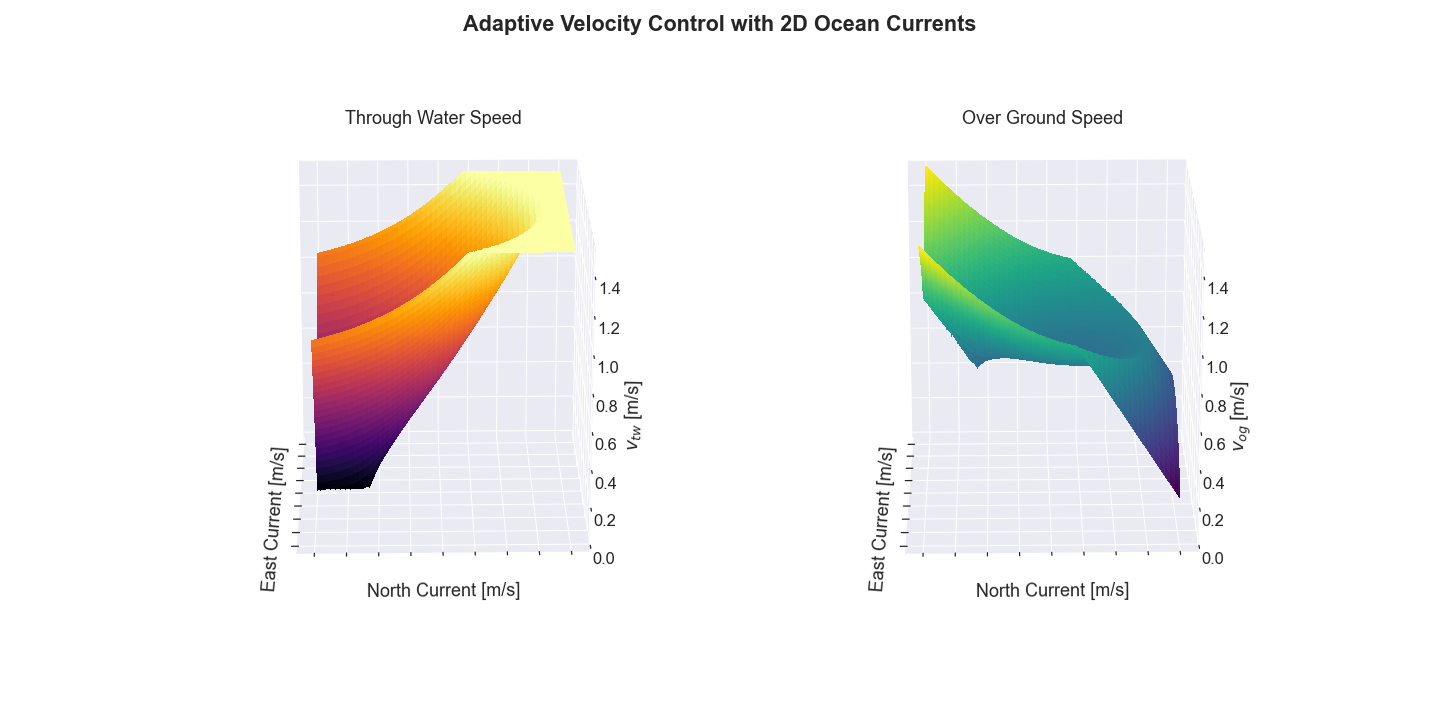 Adaptive Velocity Control with 2D Ocean Currents
Through Water Speed
1.4
1.2
1.0
0.8
0.6
0.4
0.2
0.0
v_tw [m/s]
East Current [m/s]
North Current [m/s]
Over Ground Speed
1.4
1.2
1.0
0.8
0.6
0.4
0.2
0.0
v_og [m/s]
East Current [m/s]
North Current [m/s]